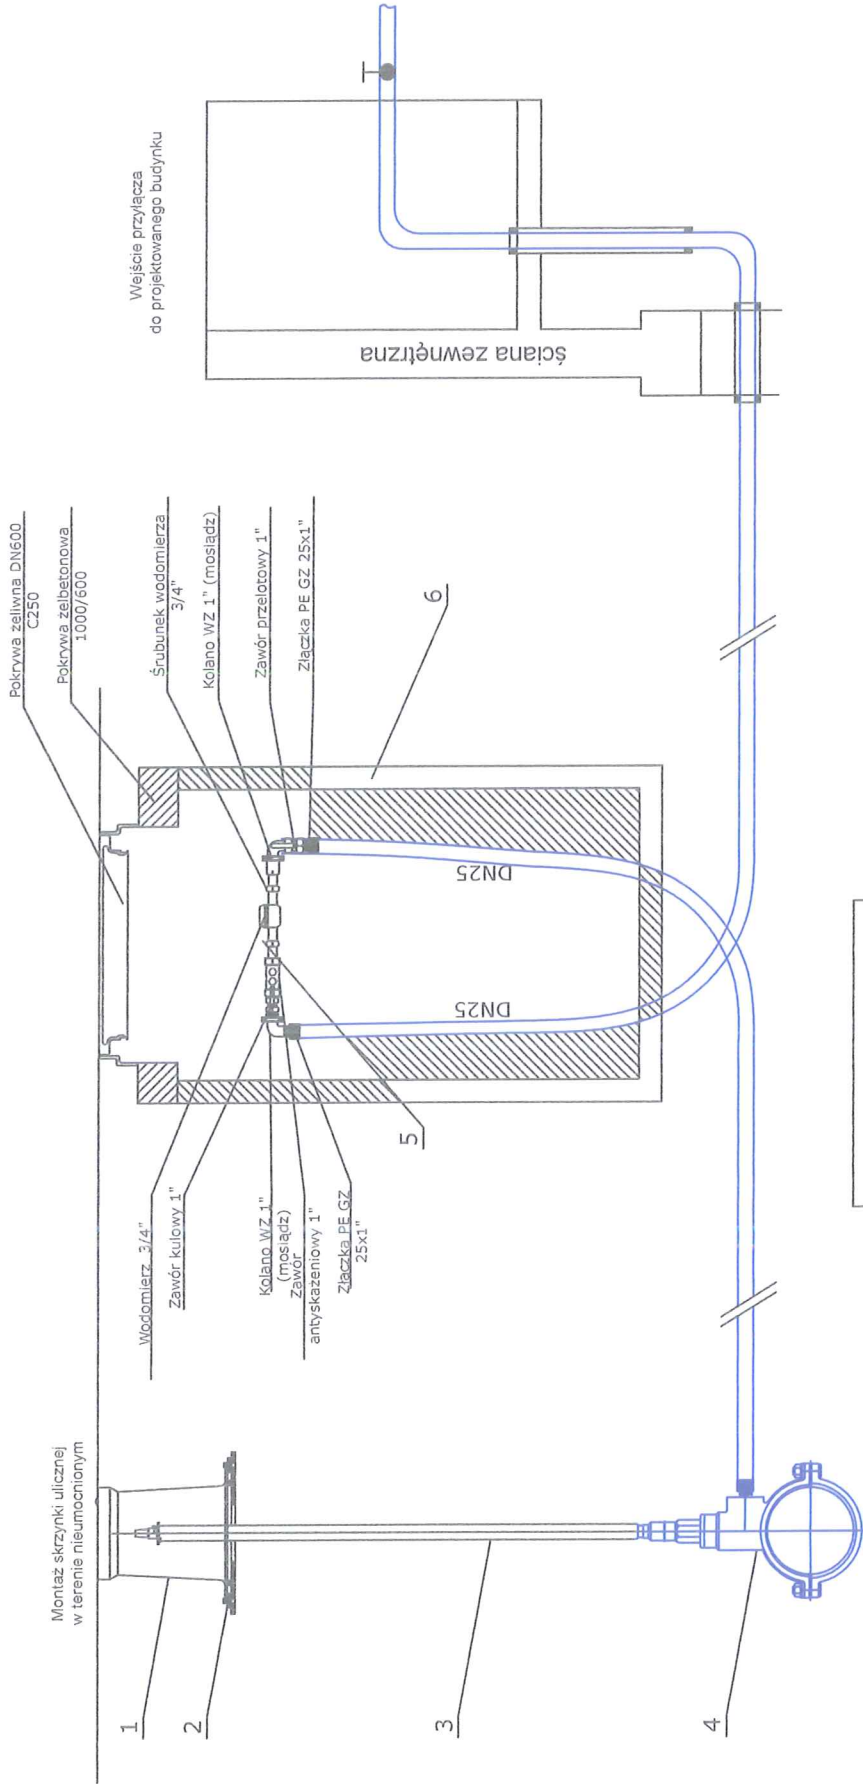 Montaż skrzynki ulicznej
w terenie nieumocnionym
1
2
3
4
Wodomierz 3/4"
Zawór kulowy 1"
Kolano WZ 1"
(mosiądz)
Zawór
antyskażeniowy 1"
Złączka PE GZ
25x1"
5
DN25
DN25
Pokrywa żeliwna DN600
C250
Pokrywa żelbetonowa
1000/600
Śrubunek wodomierza
3/4"
Kolano WZ 1" (mosiądz)
Zawór przelotowy 1"
Złączka PE GZ 25x1"
6
Wejście przyłącza
do projektowanego budynku
ściana zewnętrzna